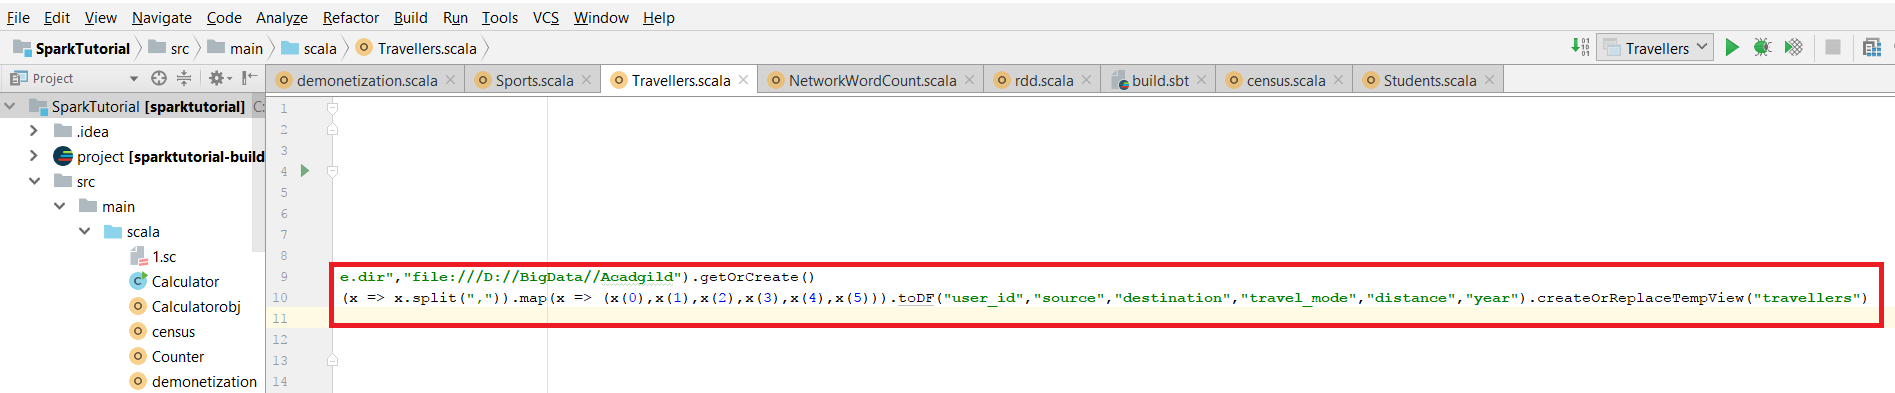 File Edit View Navigate Code Analyze Refactor Build Run Tools VCS Window Help
SparkTutorial src main scala Travellers.scala Travellers
Project demonetization.scala Sports.scala Travellers.scala NetworkWordCount.scala rdd.scala build.sbt census.scala Students.scala
SparkTutorial [sparktutorial] C:
.idea
project [sparktutorial-build
src
main
scala
1.sc
Calculator
Calculatorobj
census
Counter
demonetization
1
2
3
4
5
6
7
8
9 e.dir","file:///D://BigData//Acadgild").getOrCreate()
10 (x => x.split(",")).map(x => (x(0),x(1),x(2),x(3),x(4),x(5))).toDF("user_id","source","destination","travel_mode","distance","year").createOrReplaceTempView("travellers")
11
12
13
14